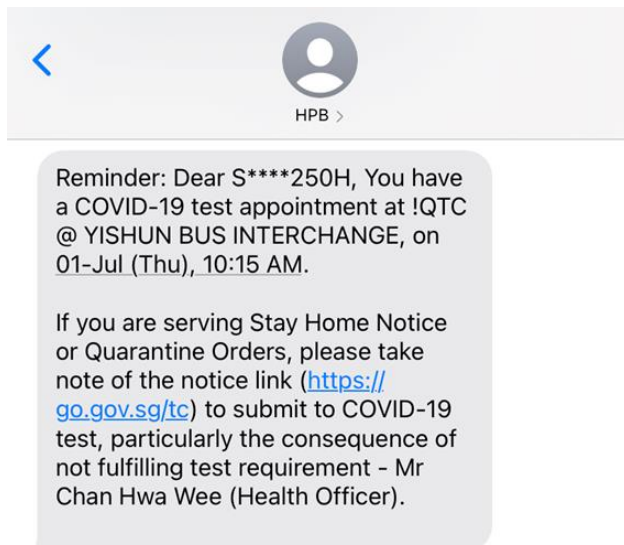 HPB >
Reminder: Dear S****250H, You have
a COVID-19 test appointment at !QTC
@ YISHUN BUS INTERCHANGE, on
01-Jul (Thu), 10:15 AM.
If you are serving Stay Home Notice
or Quarantine Orders, please take
note of the notice link (https://
go.gov.sg/tc) to submit to COVID-19
test, particularly the consequence of
not fulfilling test requirement - Mr
Chan Hwa Wee (Health Officer).